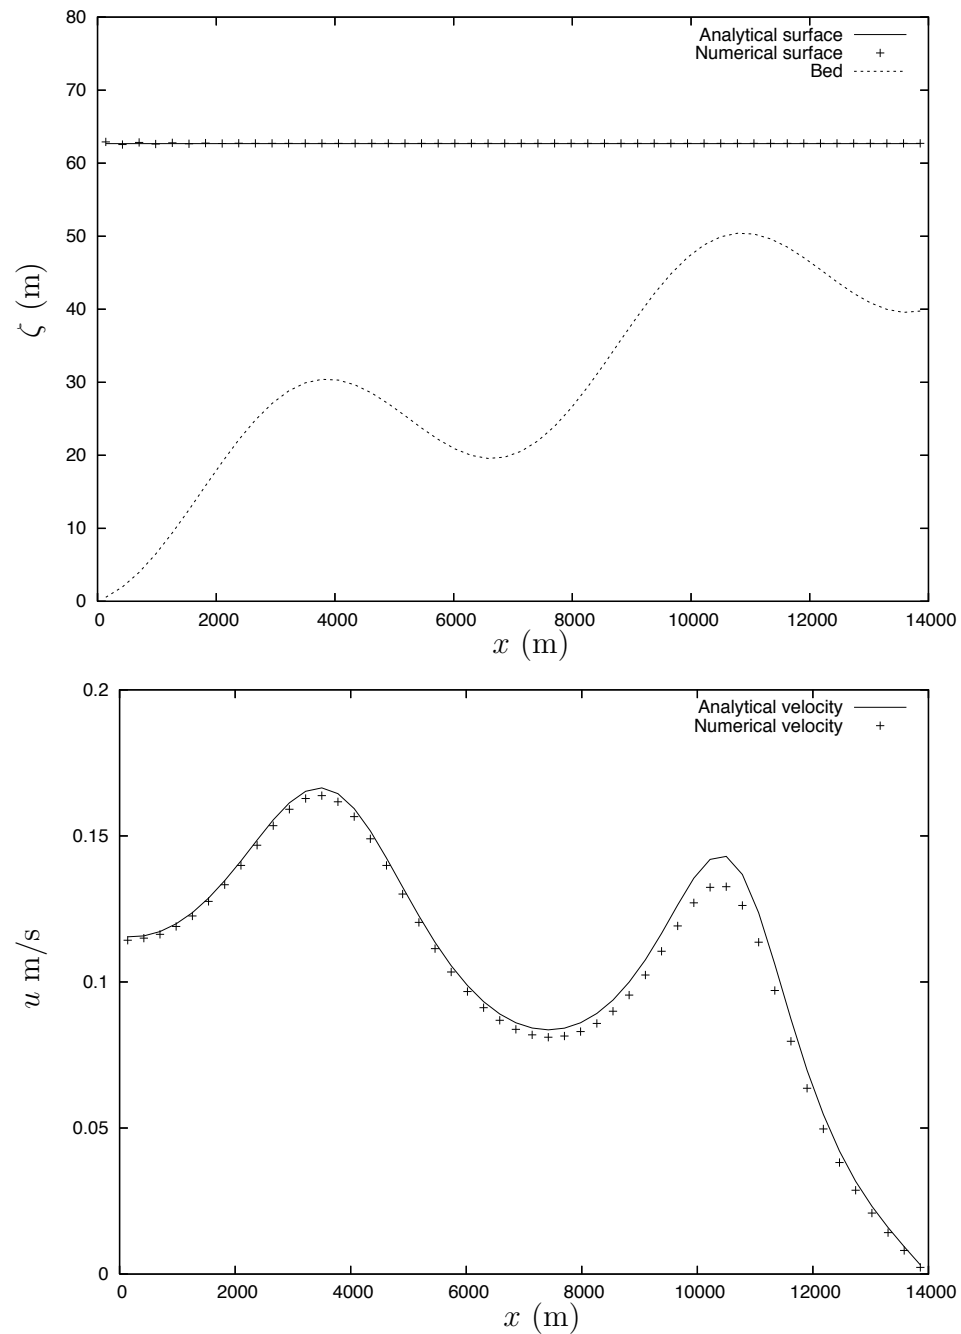 80
70
60
50
40
30
20
10
0
ζ (m)
Analytical surface
Numerical surface
Bed
0 2000 4000 6000 8000 10000 12000 14000
x (m)
0.2
0.15
0.1
0.05
0
u m/s
Analytical velocity
Numerical velocity
0 2000 4000 6000 8000 10000 12000 14000
x (m)